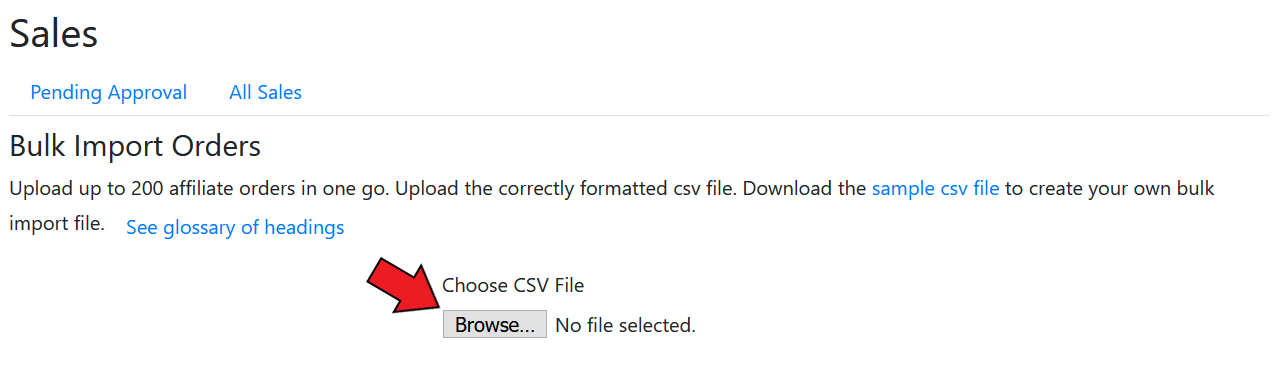 Sales
Pending Approval All Sales
Bulk Import Orders
Upload up to 200 affiliate orders in one go. Upload the correctly formatted csv file. Download the sample csv file to create your own bulk
import file. See glossary of headings
Choose CSV File
Browse... No file selected.